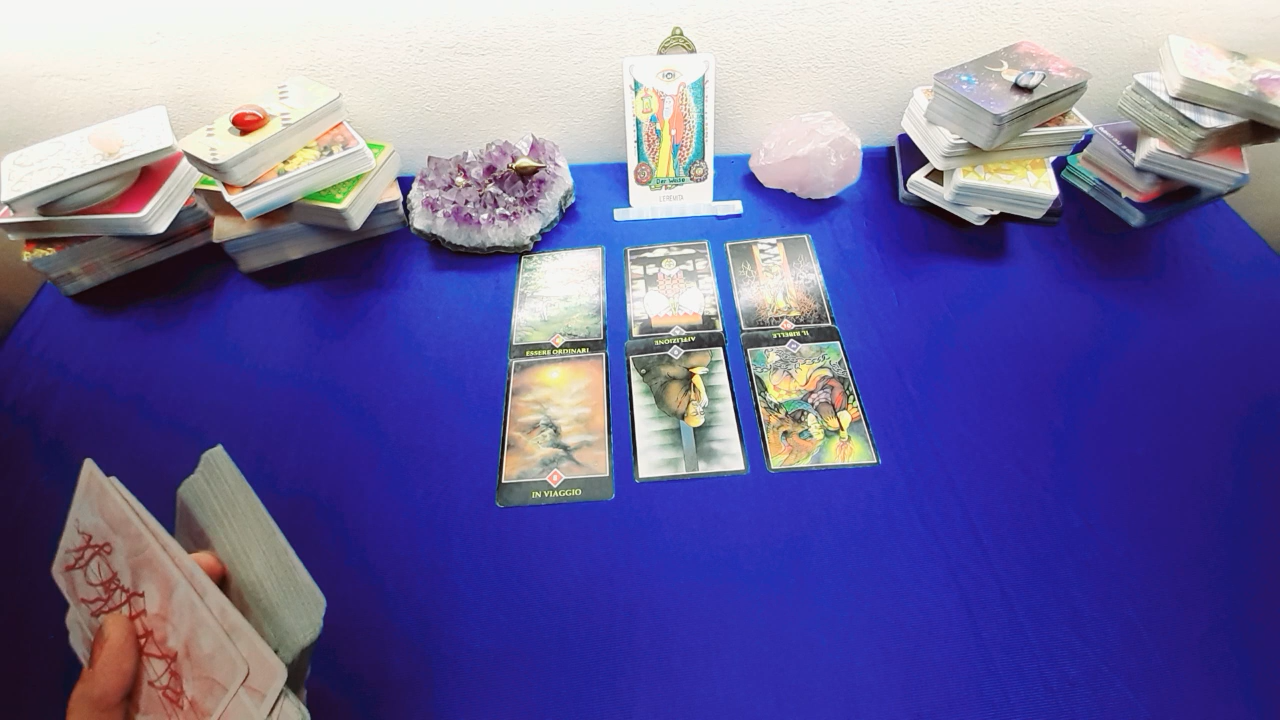 Der Weise
L'EREMITA
ESSERE ORDINARI
AFFLIZIONE
IL RIBELLE
IN VIAGGIO